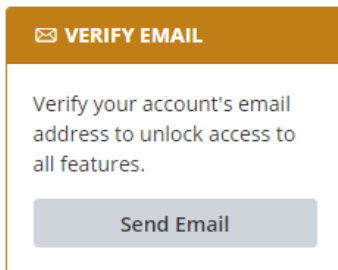 VERIFY EMAIL
Verify your account's email
address to unlock access to
all features.
Send Email